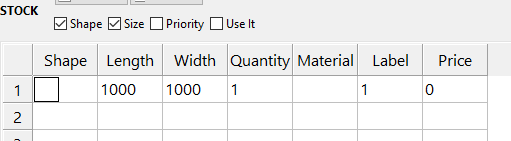 STOCK
Shape Size Priority Use It
Shape Length Width Quantity Material Label Price
1 1000 1000 1 1 0
2